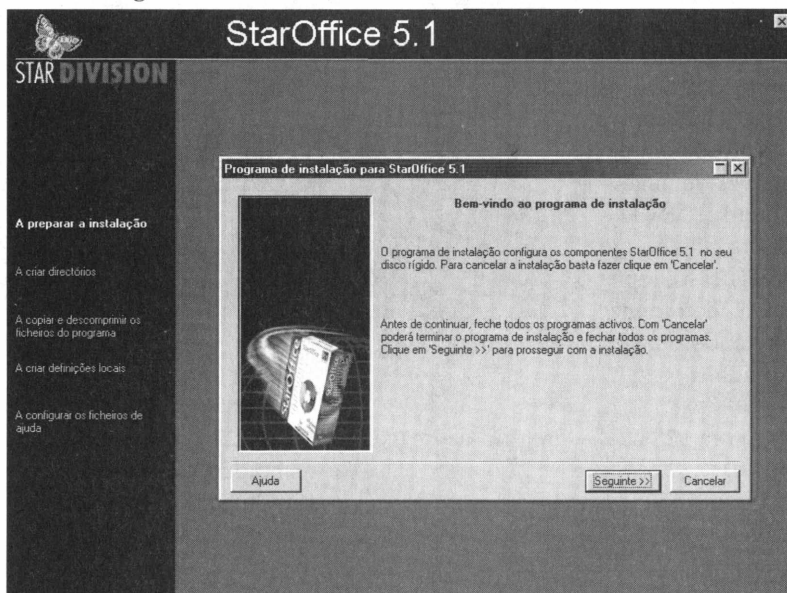 StarOffice 5.1
STAR DIVISION
Programa de instalação para StarOffice 5.1
Bem-vindo ao programa de instalação
A preparar a instalação
O programa de instalação configura os componentes StarOffice 5.1 no seu
disco rígido. Para cancelar a instalação basta fazer clique em 'Cancelar'.
A criar directórios
A copiar e descomprimir os
ficheiros do programa
Antes de continuar, feche todos os programas activos. Com 'Cancelar'
poderá terminar o programa de instalação e fechar todos os programas.
Clique em 'Seguinte >>' para prosseguir com a instalação.
A criar definições locais
A configurar os ficheiros de
ajuda
StarOffice
Ajuda
Seguinte >>
Cancelar